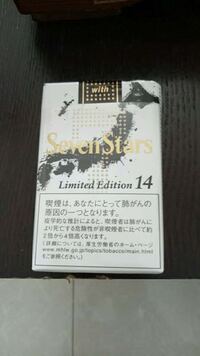 with
Seven Stars
Limited Edition 14
喫煙は、あなたにとって肺がんの
原因の一つとなります。
疫学的な推計によると、喫煙者は肺がんに
より死亡する危険性が非喫煙者に比べて約
2倍から4倍高くなります。
(詳細については、厚生労働省のホーム・ページ
www.mhlw.go.jp/topics/tobacco/main.html
をご参照ください。)